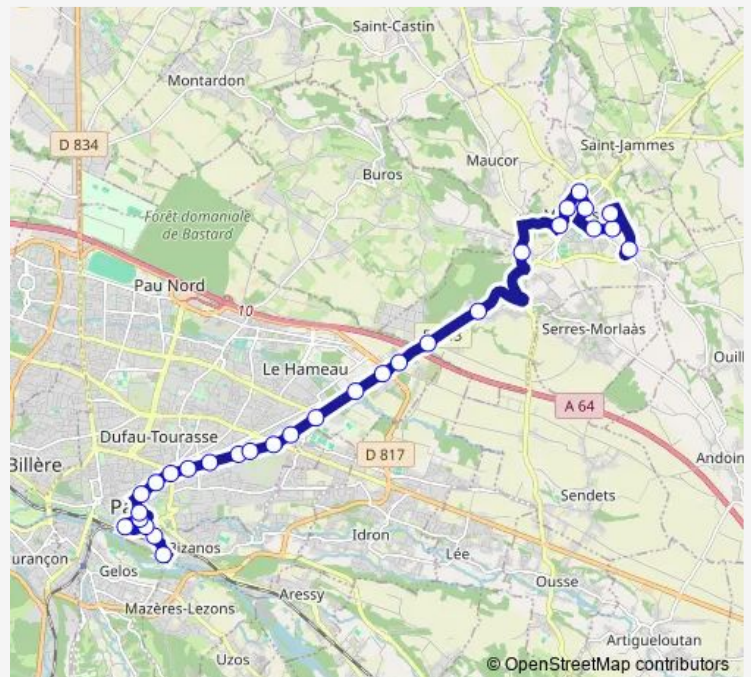 Saint-Castin
Montardon
D 834
Saint-Jammes
Maucor
Buros
Forêt domaniale
de Bastard
Pau Nord
10
Serres-Morlaàs
Le Hameau
A 64
Dufau-Tourasse
D 817
Billère
Andoin
Sendets
Bizanos
Idron
Lée
urançon
Gelos
Ousse
Aressy
Mazères-Lezons
Artigueloutan
Uzos
© OpenStreetMap contributors